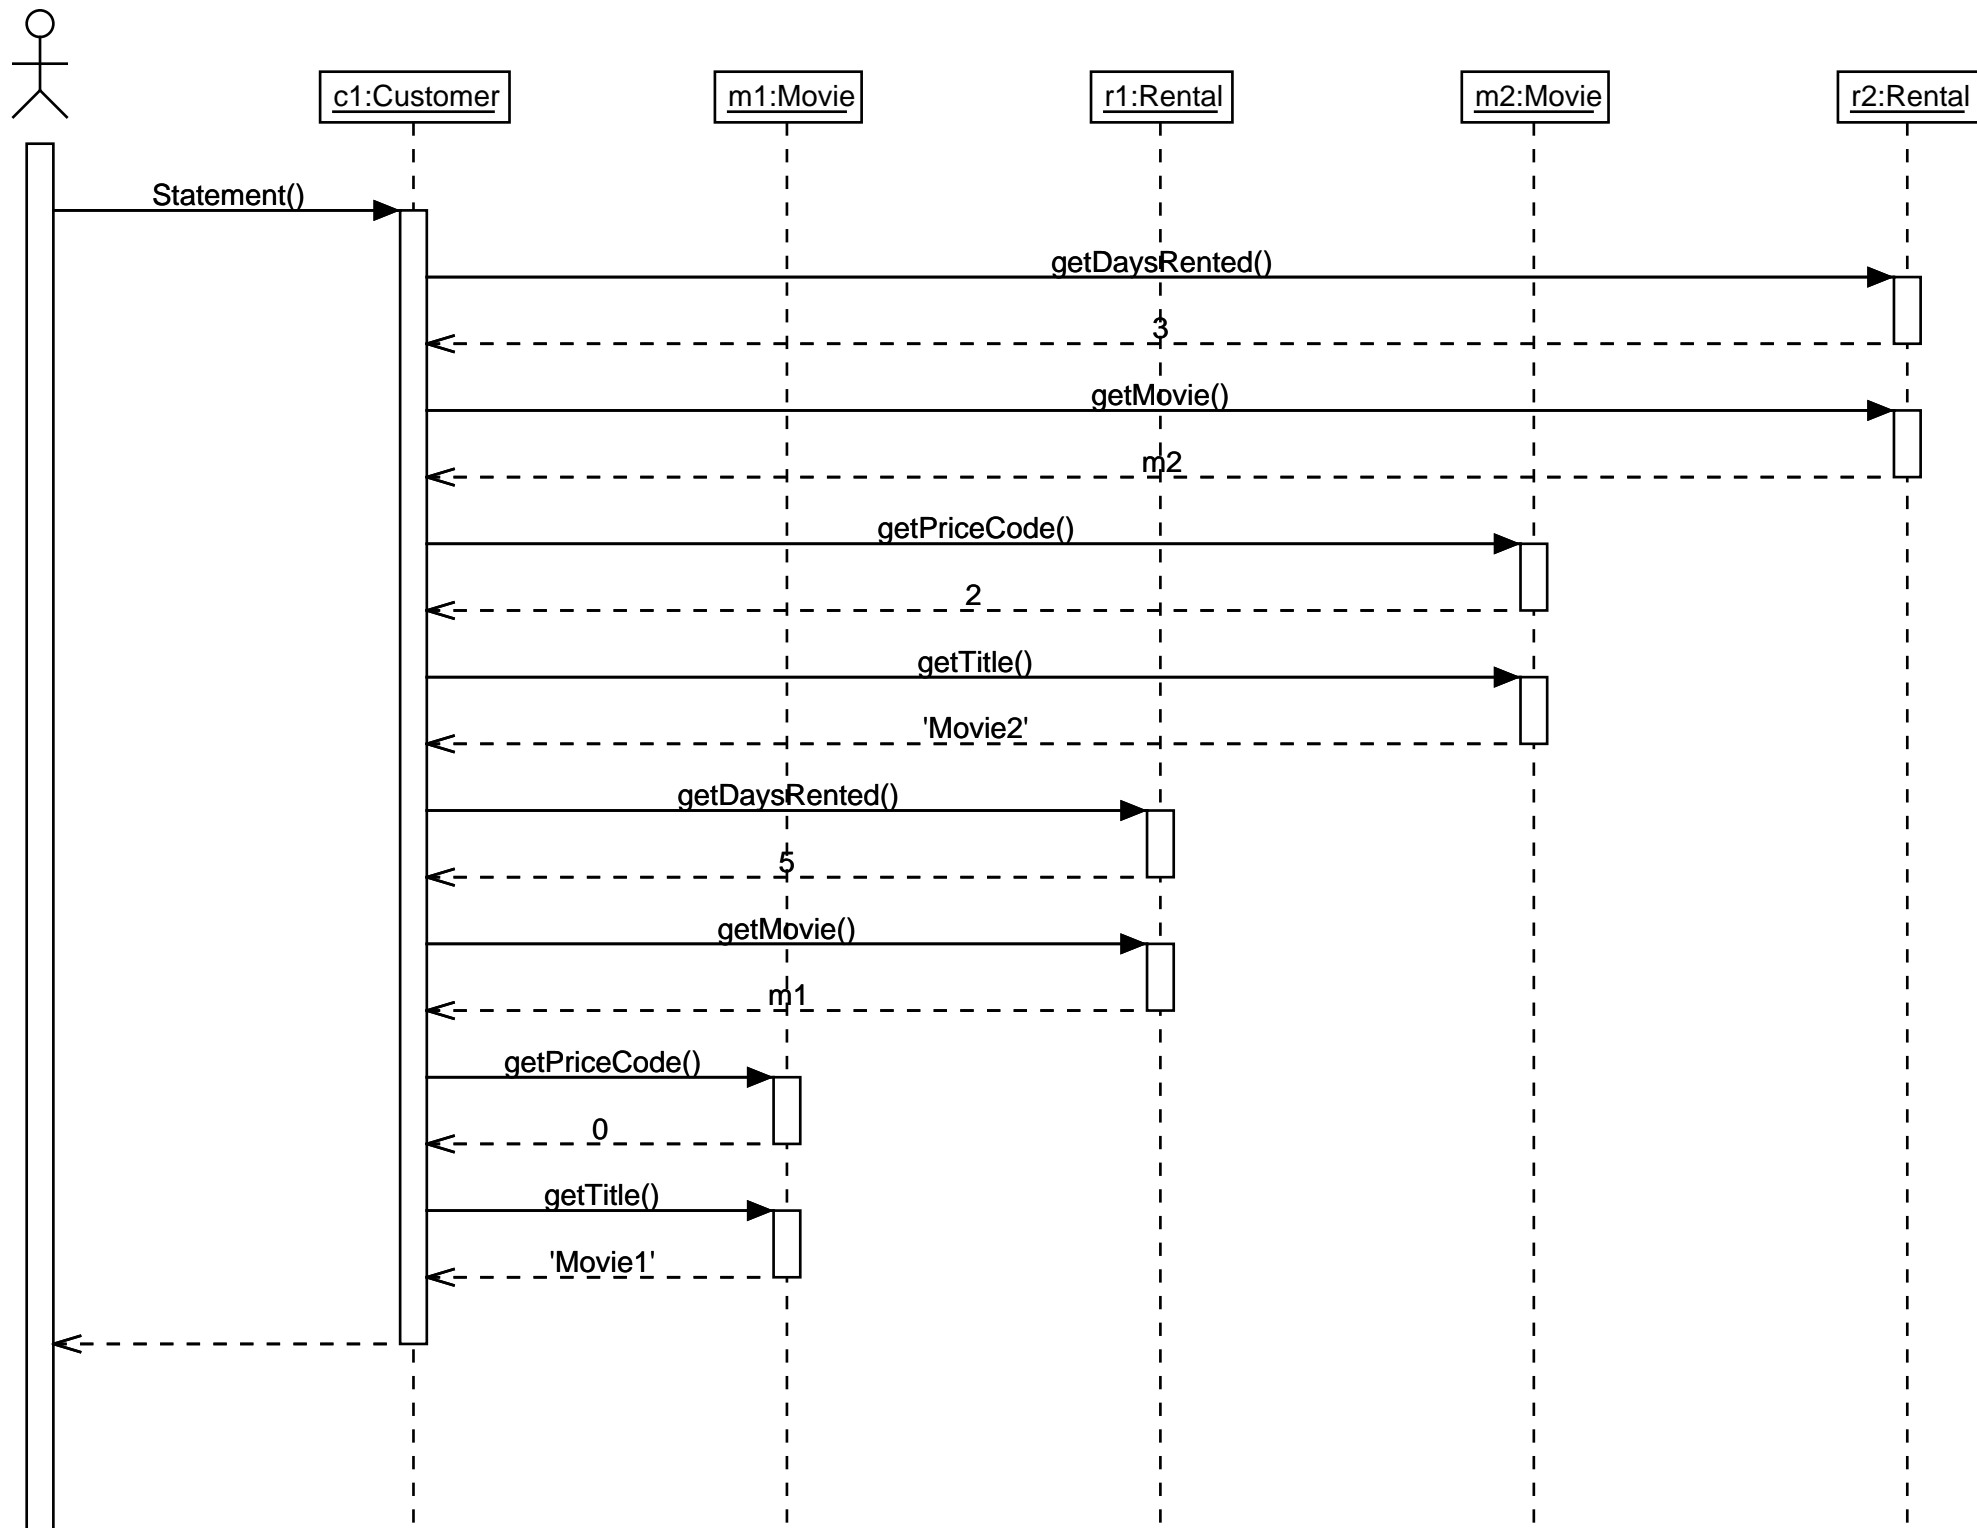 c1:Customer
m1:Movie
r1:Rental
m2:Movie
r2:Rental
Statement()
getDaysRented()
3
getMovie()
m2
getPriceCode()
2
getTitle()
'Movie2'
getDaysRented()
5
getMovie()
m1
getPriceCode()
0
getTitle()
'Movie1'